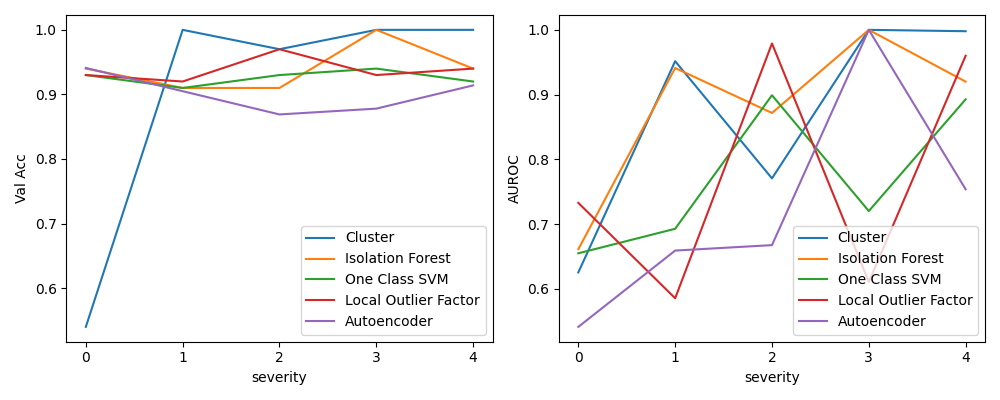 Val Acc
1.0
0.9
0.8
0.7
0.6
0 1 2 3 4
severity
Cluster
Isolation Forest
One Class SVM
Local Outlier Factor
Autoencoder
AUROC
1.0
0.9
0.8
0.7
0.6
0 1 2 3 4
severity
Cluster
Isolation Forest
One Class SVM
Local Outlier Factor
Autoencoder